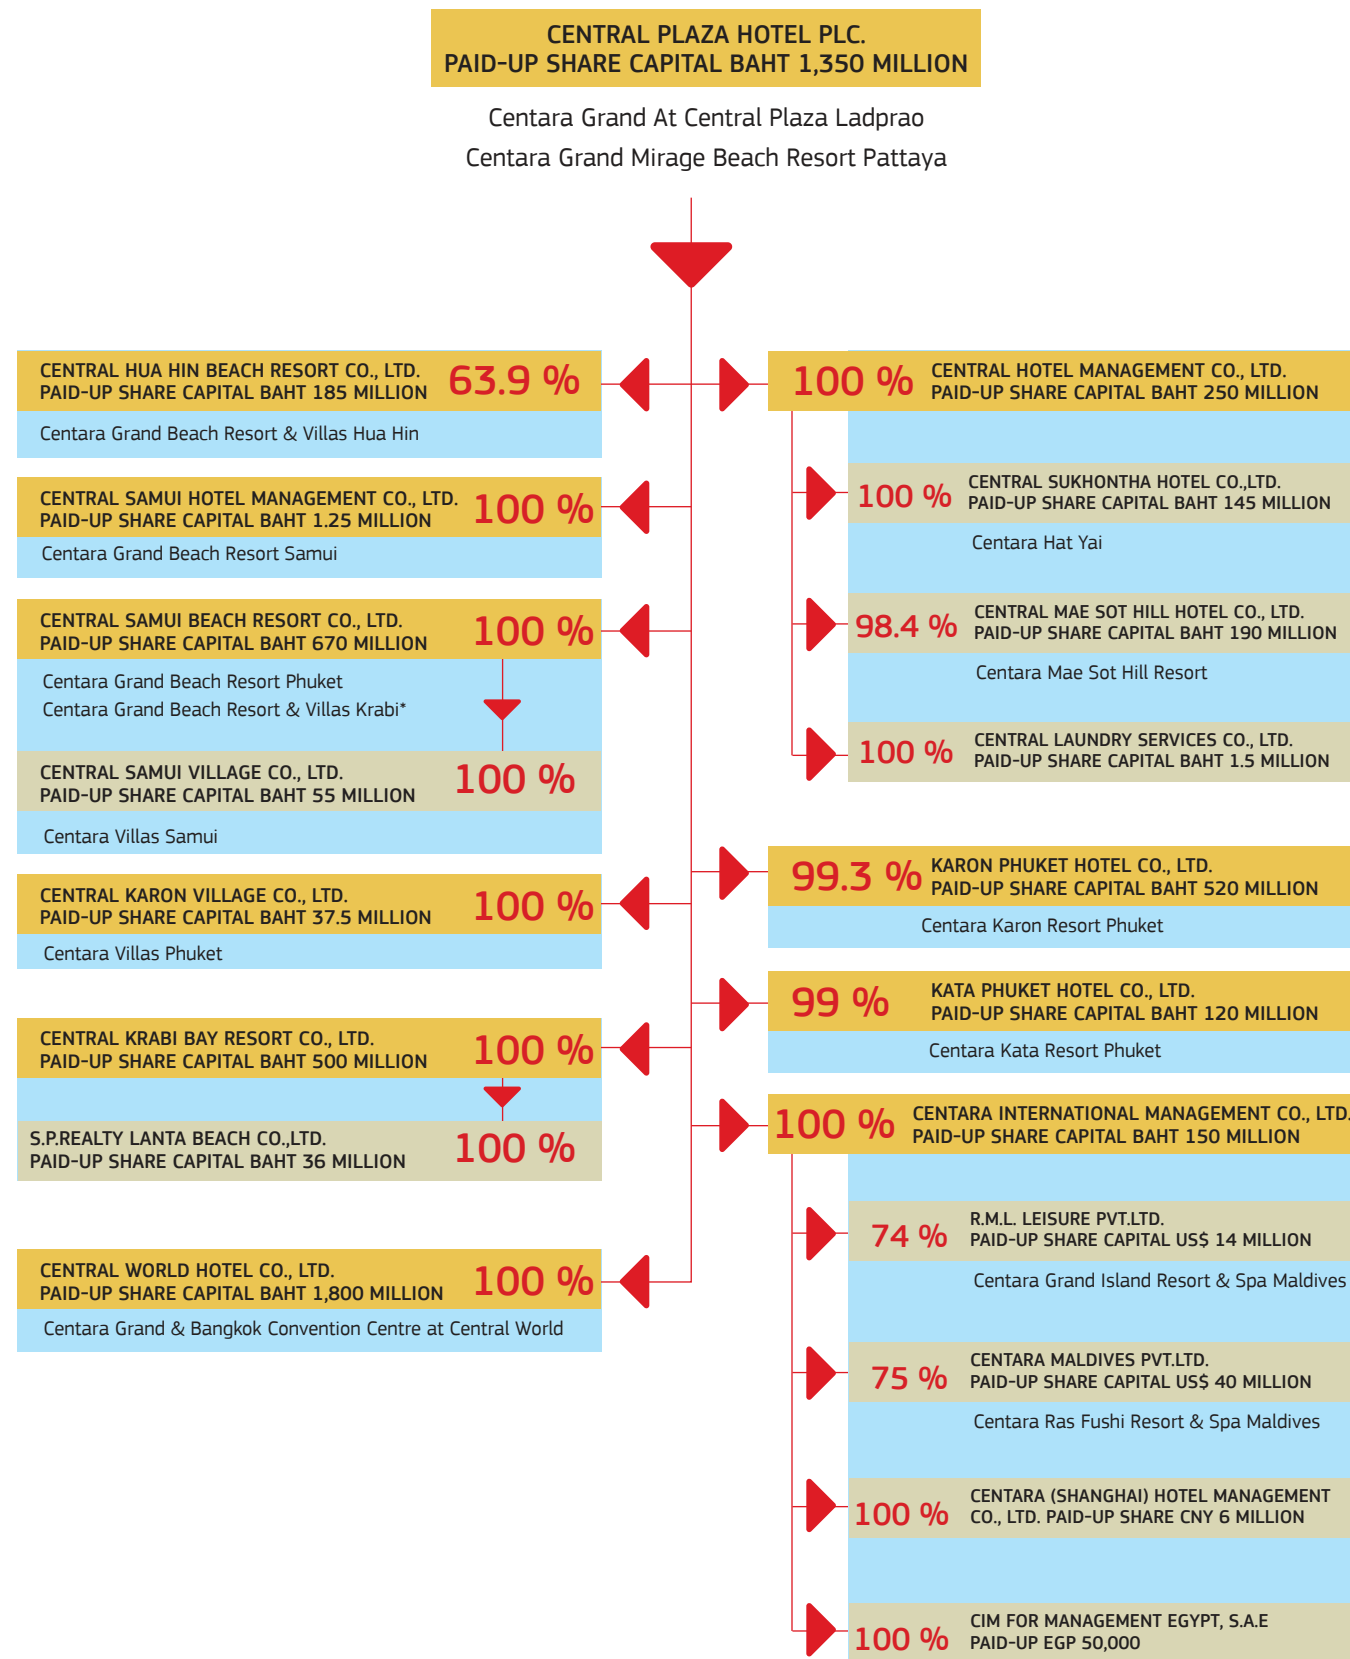 CENTRAL PLAZA HOTEL PLC.
PAID-UP SHARE CAPITAL BAHT 1,350 MILLION
Centara Grand At Central Plaza Ladprao
Centara Grand Mirage Beach Resort Pattaya
CENTRAL HUA HIN BEACH RESORT CO., LTD.
PAID-UP SHARE CAPITAL BAHT 185 MILLION
63.9 %
Centara Grand Beach Resort & Villas Hua Hin
CENTRAL SAMUI HOTEL MANAGEMENT CO., LTD.
PAID-UP SHARE CAPITAL BAHT 1.25 MILLION
100 %
Centara Grand Beach Resort Samui
CENTRAL SAMUI BEACH RESORT CO., LTD.
PAID-UP SHARE CAPITAL BAHT 670 MILLION
100 %
Centara Grand Beach Resort Phuket
Centara Grand Beach Resort & Villas Krabi*
CENTRAL SAMUI VILLAGE CO., LTD.
PAID-UP SHARE CAPITAL BAHT 55 MILLION
100 %
Centara Villas Samui
CENTRAL KARON VILLAGE CO., LTD.
PAID-UP SHARE CAPITAL BAHT 37.5 MILLION
100 %
Centara Villas Phuket
CENTRAL KRABI BAY RESORT CO., LTD.
PAID-UP SHARE CAPITAL BAHT 500 MILLION
100 %
S.P.REALTY LANTA BEACH CO.,LTD.
PAID-UP SHARE CAPITAL BAHT 36 MILLION
100 %
CENTRAL WORLD HOTEL CO., LTD.
PAID-UP SHARE CAPITAL BAHT 1,800 MILLION
100 %
Centara Grand & Bangkok Convention Centre at Central World
100 %
CENTRAL HOTEL MANAGEMENT CO., LTD.
PAID-UP SHARE CAPITAL BAHT 250 MILLION
100 %
CENTRAL SUKHONTHA HOTEL CO.,LTD.
PAID-UP SHARE CAPITAL BAHT 145 MILLION
Centara Hat Yai
98.4 %
CENTRAL MAE SOT HILL HOTEL CO., LTD.
PAID-UP SHARE CAPITAL BAHT 190 MILLION
Centara Mae Sot Hill Resort
100 %
CENTRAL LAUNDRY SERVICES CO., LTD.
PAID-UP SHARE CAPITAL BAHT 1.5 MILLION
99.3 %
KARON PHUKET HOTEL CO., LTD.
PAID-UP SHARE CAPITAL BAHT 520 MILLION
Centara Karon Resort Phuket
99 %
KATA PHUKET HOTEL CO., LTD.
PAID-UP SHARE CAPITAL BAHT 120 MILLION
Centara Kata Resort Phuket
100 %
CENTARA INTERNATIONAL MANAGEMENT CO., LTD.
PAID-UP SHARE CAPITAL BAHT 150 MILLION
74 %
R.M.L. LEISURE PVT.LTD.
PAID-UP SHARE CAPITAL US$ 14 MILLION
Centara Grand Island Resort & Spa Maldives
75 %
CENTARA MALDIVES PVT.LTD.
PAID-UP SHARE CAPITAL US$ 40 MILLION
Centara Ras Fushi Resort & Spa Maldives
100 %
CENTARA (SHANGHAI) HOTEL MANAGEMENT
CO., LTD. PAID-UP SHARE CNY 6 MILLION
100 %
CIM FOR MANAGEMENT EGYPT, S.A.E
PAID-UP EGP 50,000